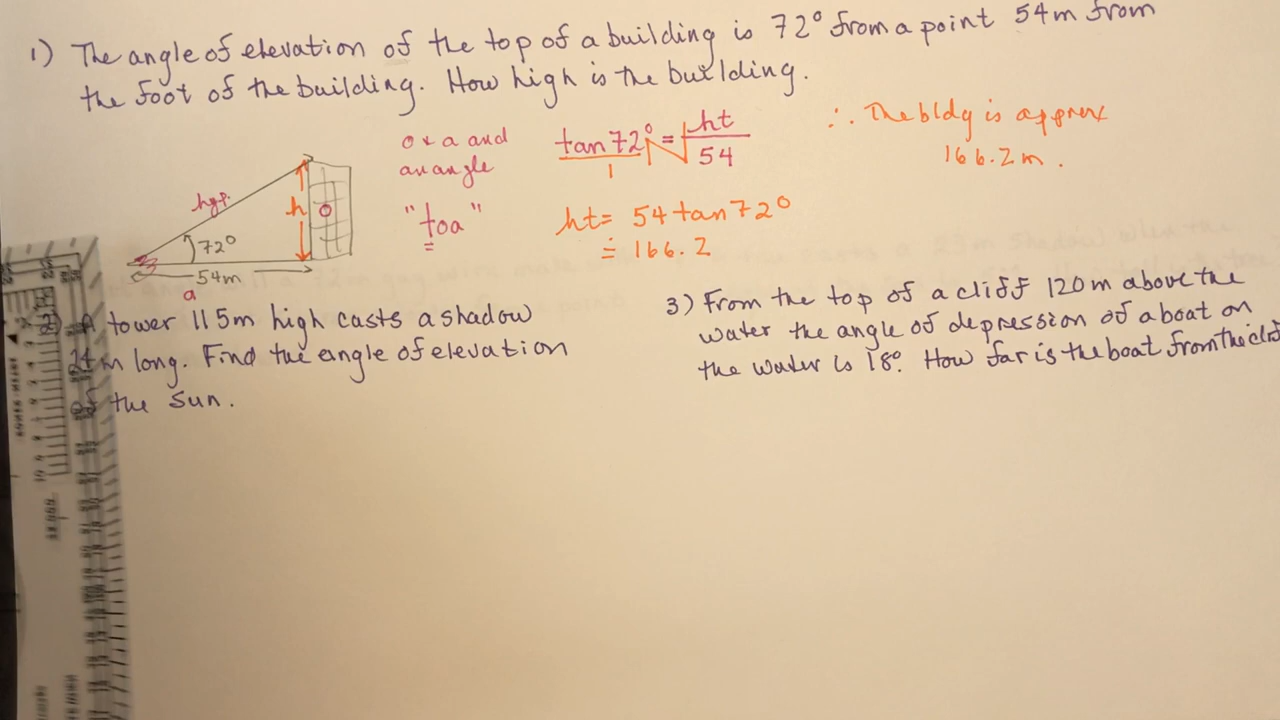 1) The angle of elevation of the top of a building is 72° from a point 54m from
the foot of the building. How high is the building.
o & a and
an angle
"toa"
tan 72° = ht
1 54
ht = 54 tan 72°
≐ 166.2
∴ The bldg is approx
166.2 m.
hyp.
h
o
72°
54m
a
A tower 115m high casts a shadow
24m long. Find the angle of elevation
of the sun.
3) From the top of a cliff 120m above the
water the angle of depression of a boat on
the water is 18°. How far is the boat from the